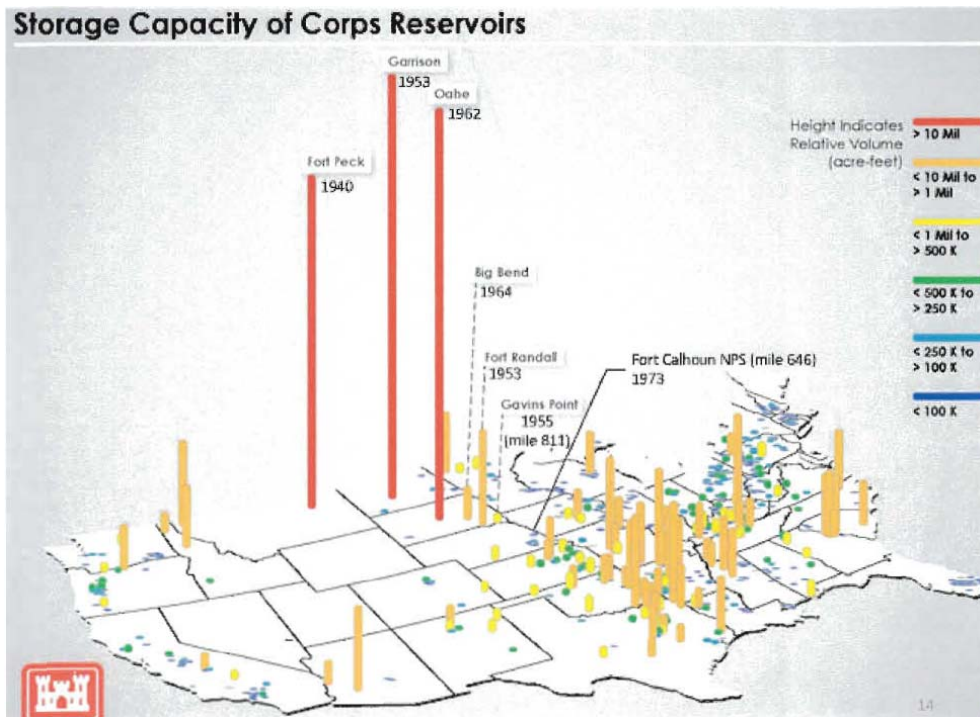 Storage Capacity of Corps Reservoirs
Garrison
1953
Oahe
1962
Fort Peck
1940
Height Indicates
Relative Volume
(acre-feet)
> 10 Mil
< 10 Mil to
> 1 Mil
< 1 Mil to
> 500 K
< 500 K to
> 250 K
< 250 K to
> 100 K
< 100 K
Big Bend
1964
Fort Randall
1953
Gavins Point
1955
(mile 811)
Fort Calhoun NPS (mile 646)
1973
14